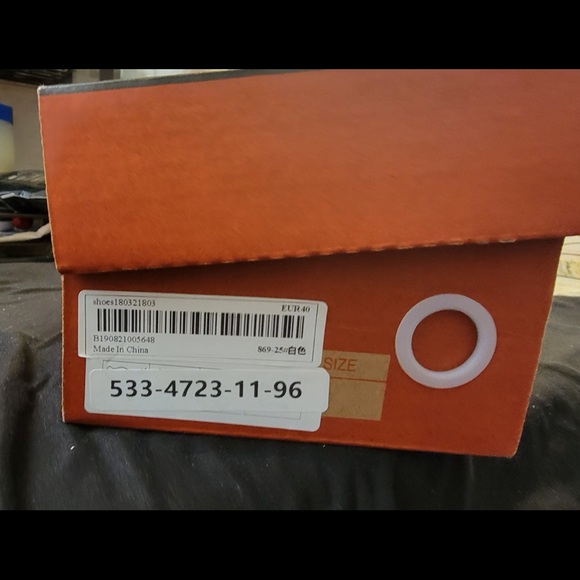 shoes180321803
EUR40
B190821005648
Made In China
869-25#白色
SIZE
533-4723-11-96